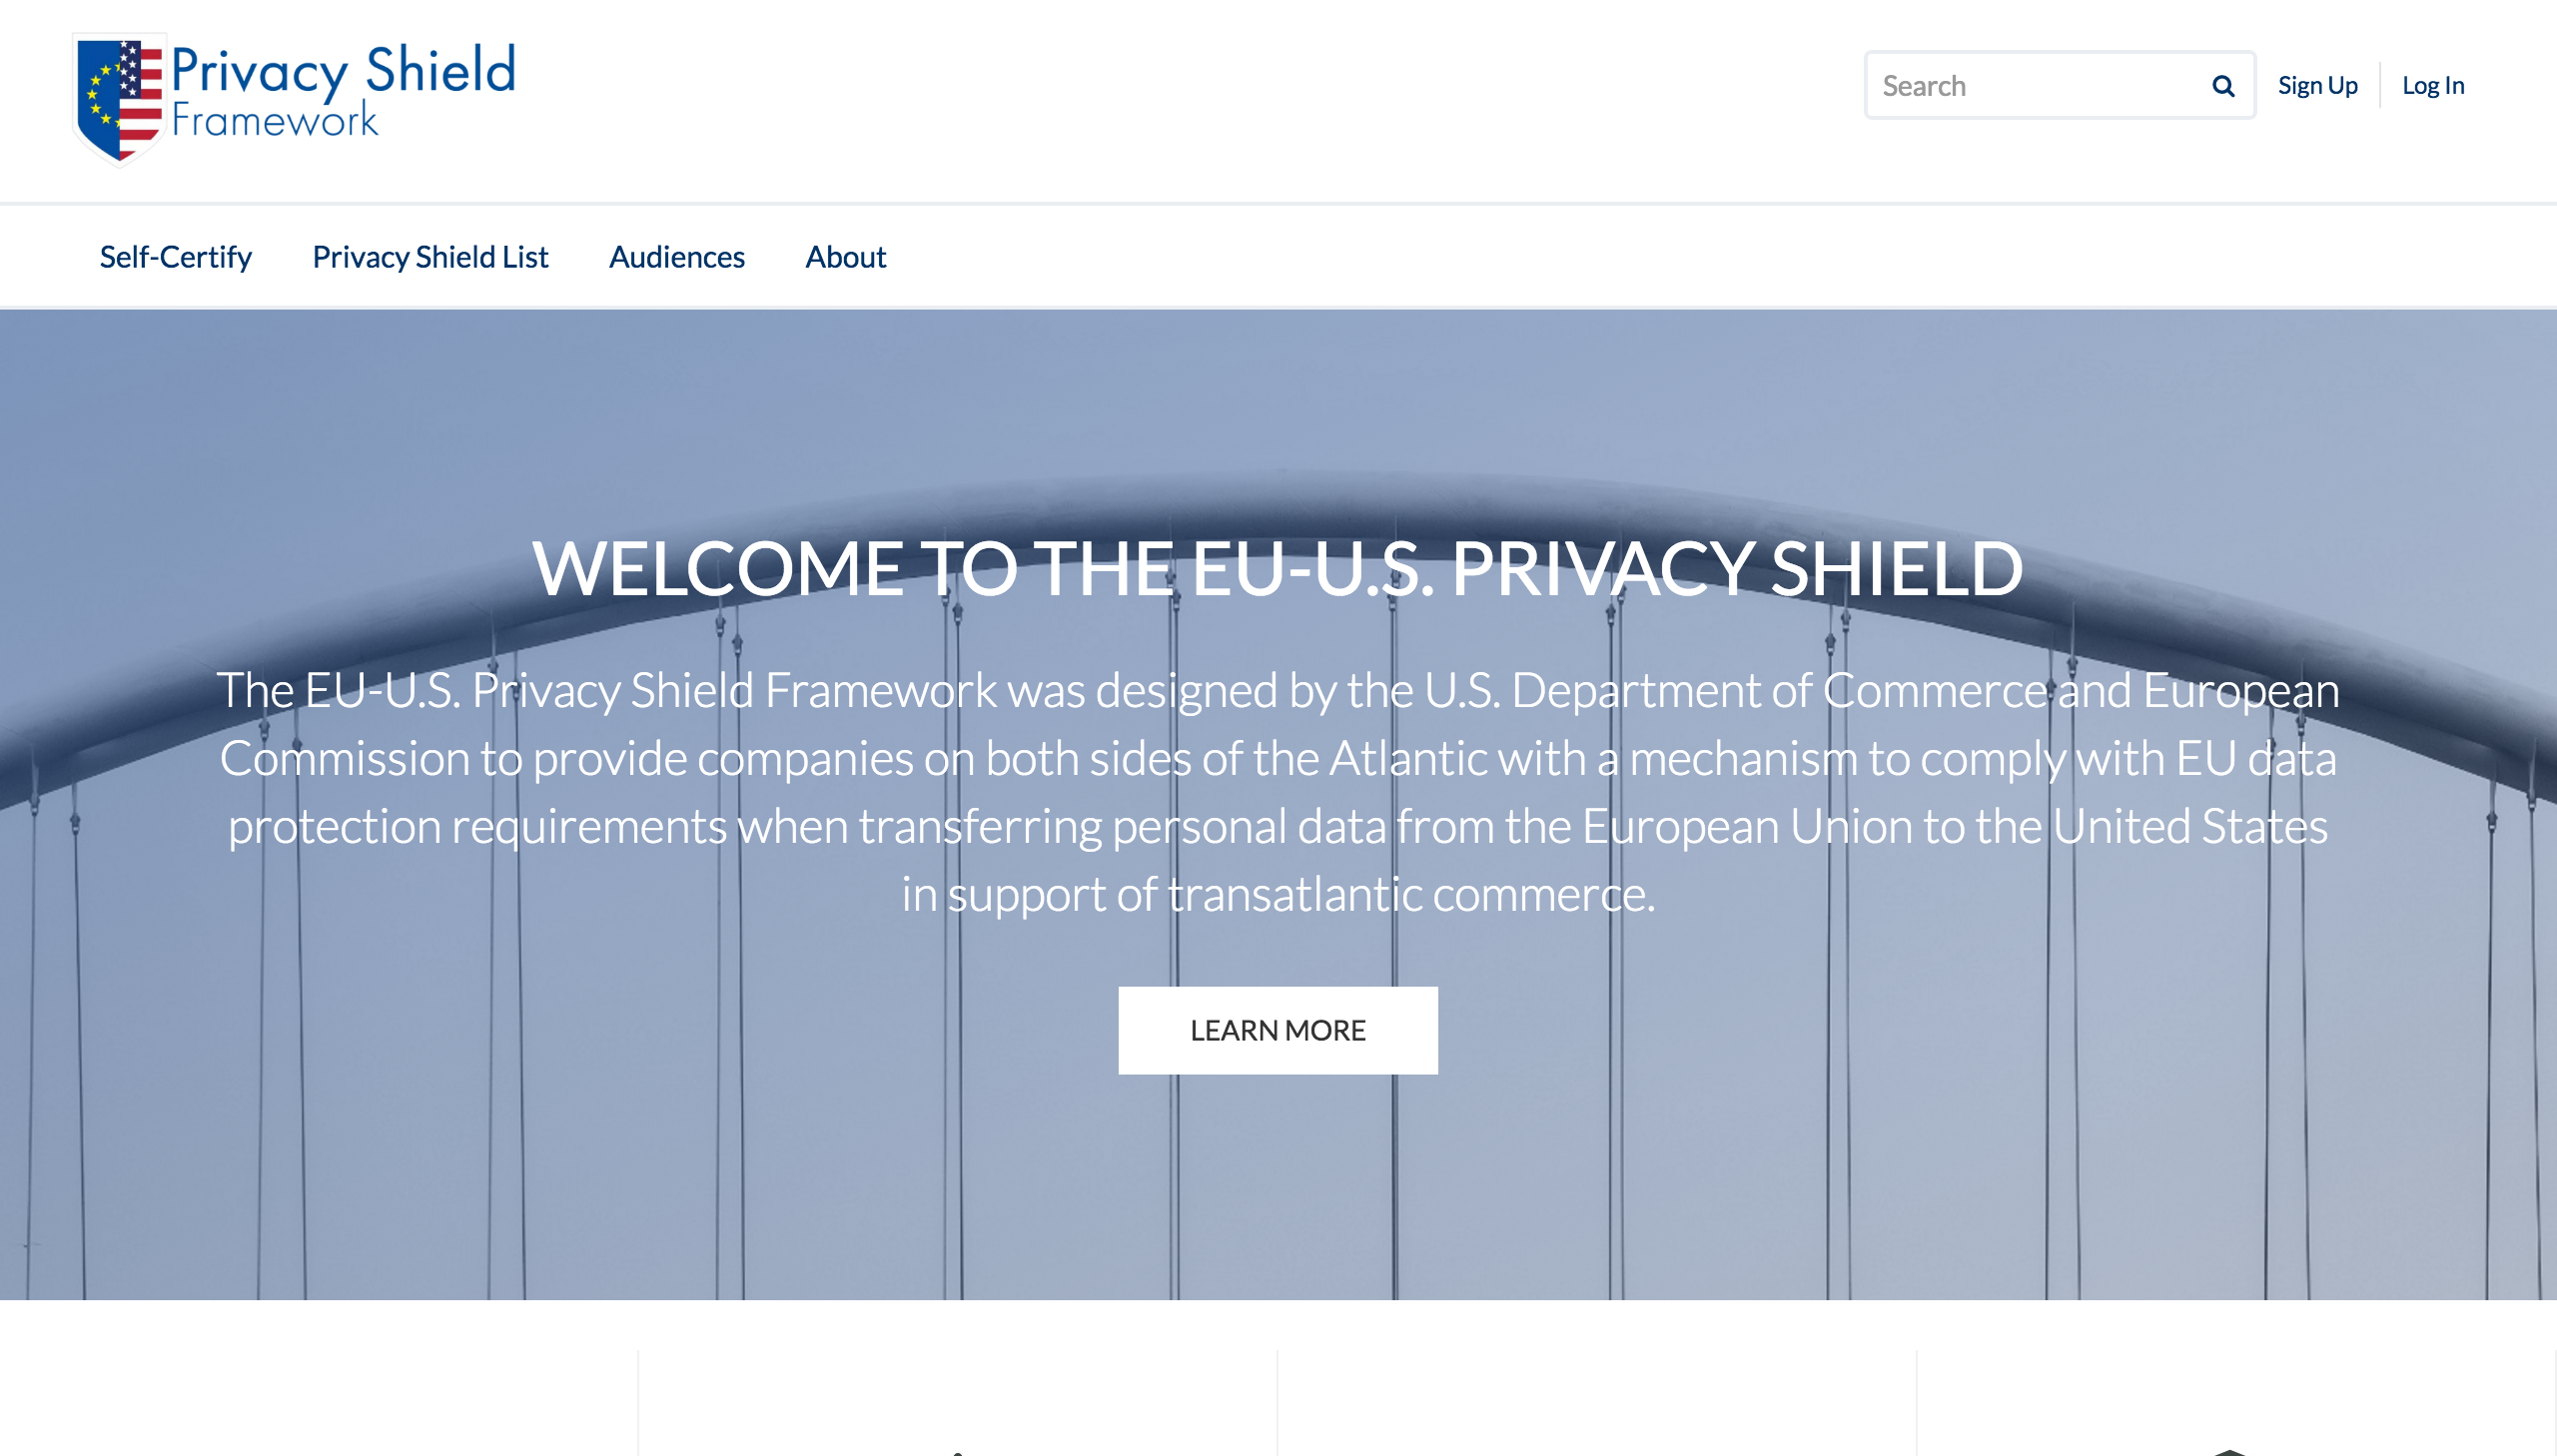 Privacy Shield
Framework
Search
Sign Up
Log In
Self-Certify
Privacy Shield List
Audiences
About
WELCOME TO THE EU-U.S. PRIVACY SHIELD
The EU-U.S. Privacy Shield Framework was designed by the U.S. Department of Commerce and European
Commission to provide companies on both sides of the Atlantic with a mechanism to comply with EU data
protection requirements when transferring personal data from the European Union to the United States
in support of transatlantic commerce.
LEARN MORE